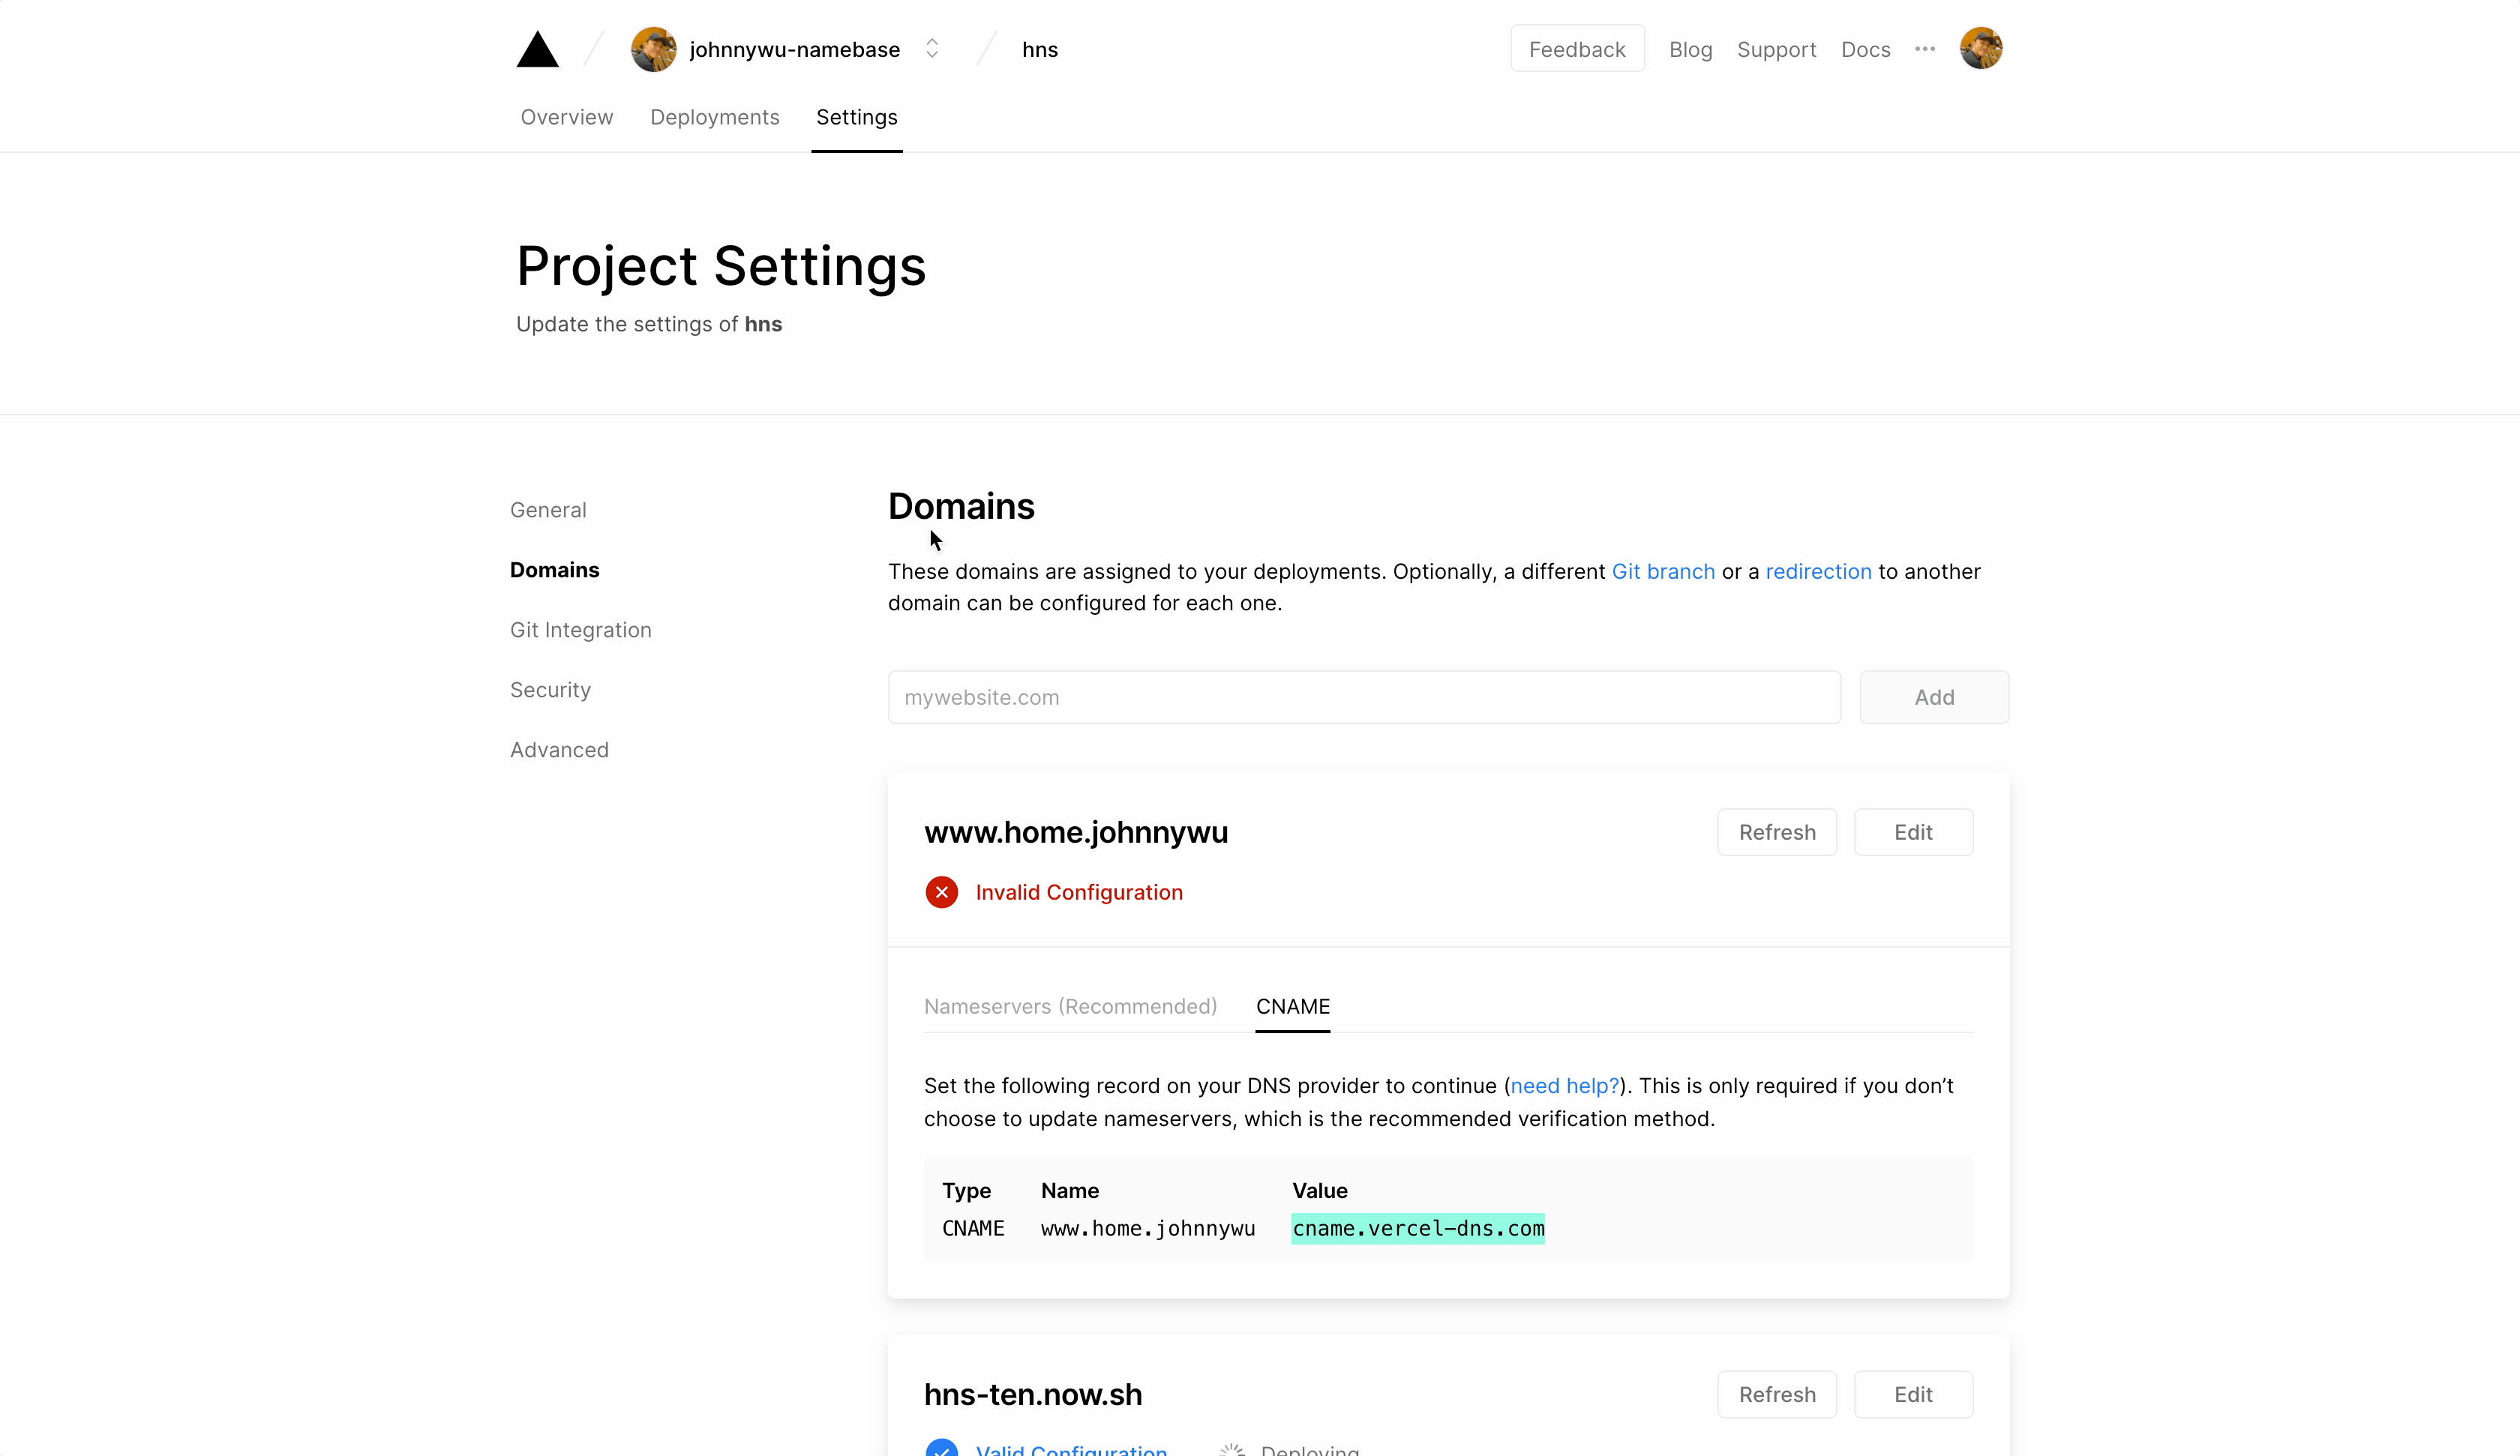 johnnywu-namebase
hns
Feedback
Blog
Support
Docs
Overview
Deployments
Settings
Project Settings
Update the settings of hns
General
Domains
Git Integration
Security
Advanced
Domains
These domains are assigned to your deployments. Optionally, a different Git branch or a redirection to another
domain can be configured for each one.
mywebsite.com
Add
www.home.johnnywu
Refresh
Edit
Invalid Configuration
Nameservers (Recommended)
CNAME
Set the following record on your DNS provider to continue (need help?). This is only required if you don’t
choose to update nameservers, which is the recommended verification method.
Type Name Value
CNAME www.home.johnnywu cname.vercel-dns.com
hns-ten.now.sh
Refresh
Edit
Valid Configuration
Deploying